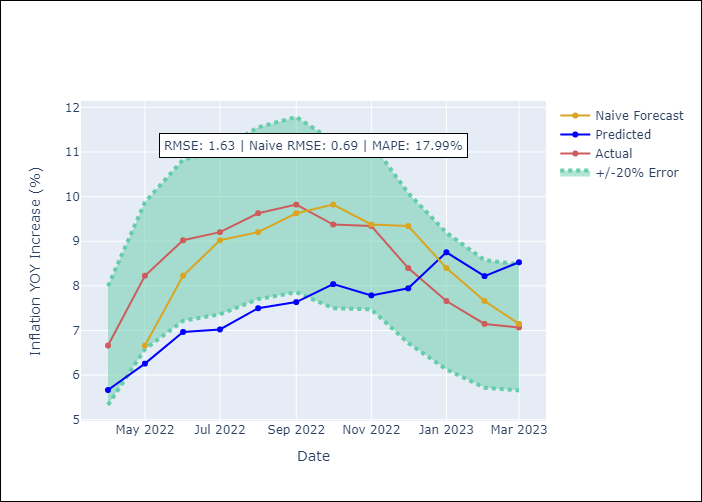 RMSE: 1.63 | Naive RMSE: 0.69 | MAPE: 17.99%
Naive Forecast
Predicted
Actual
+/-20% Error
Inflation YOY Increase (%)
12
11
10
9
8
7
6
5
May 2022
Jul 2022
Sep 2022
Nov 2022
Jan 2023
Mar 2023
Date